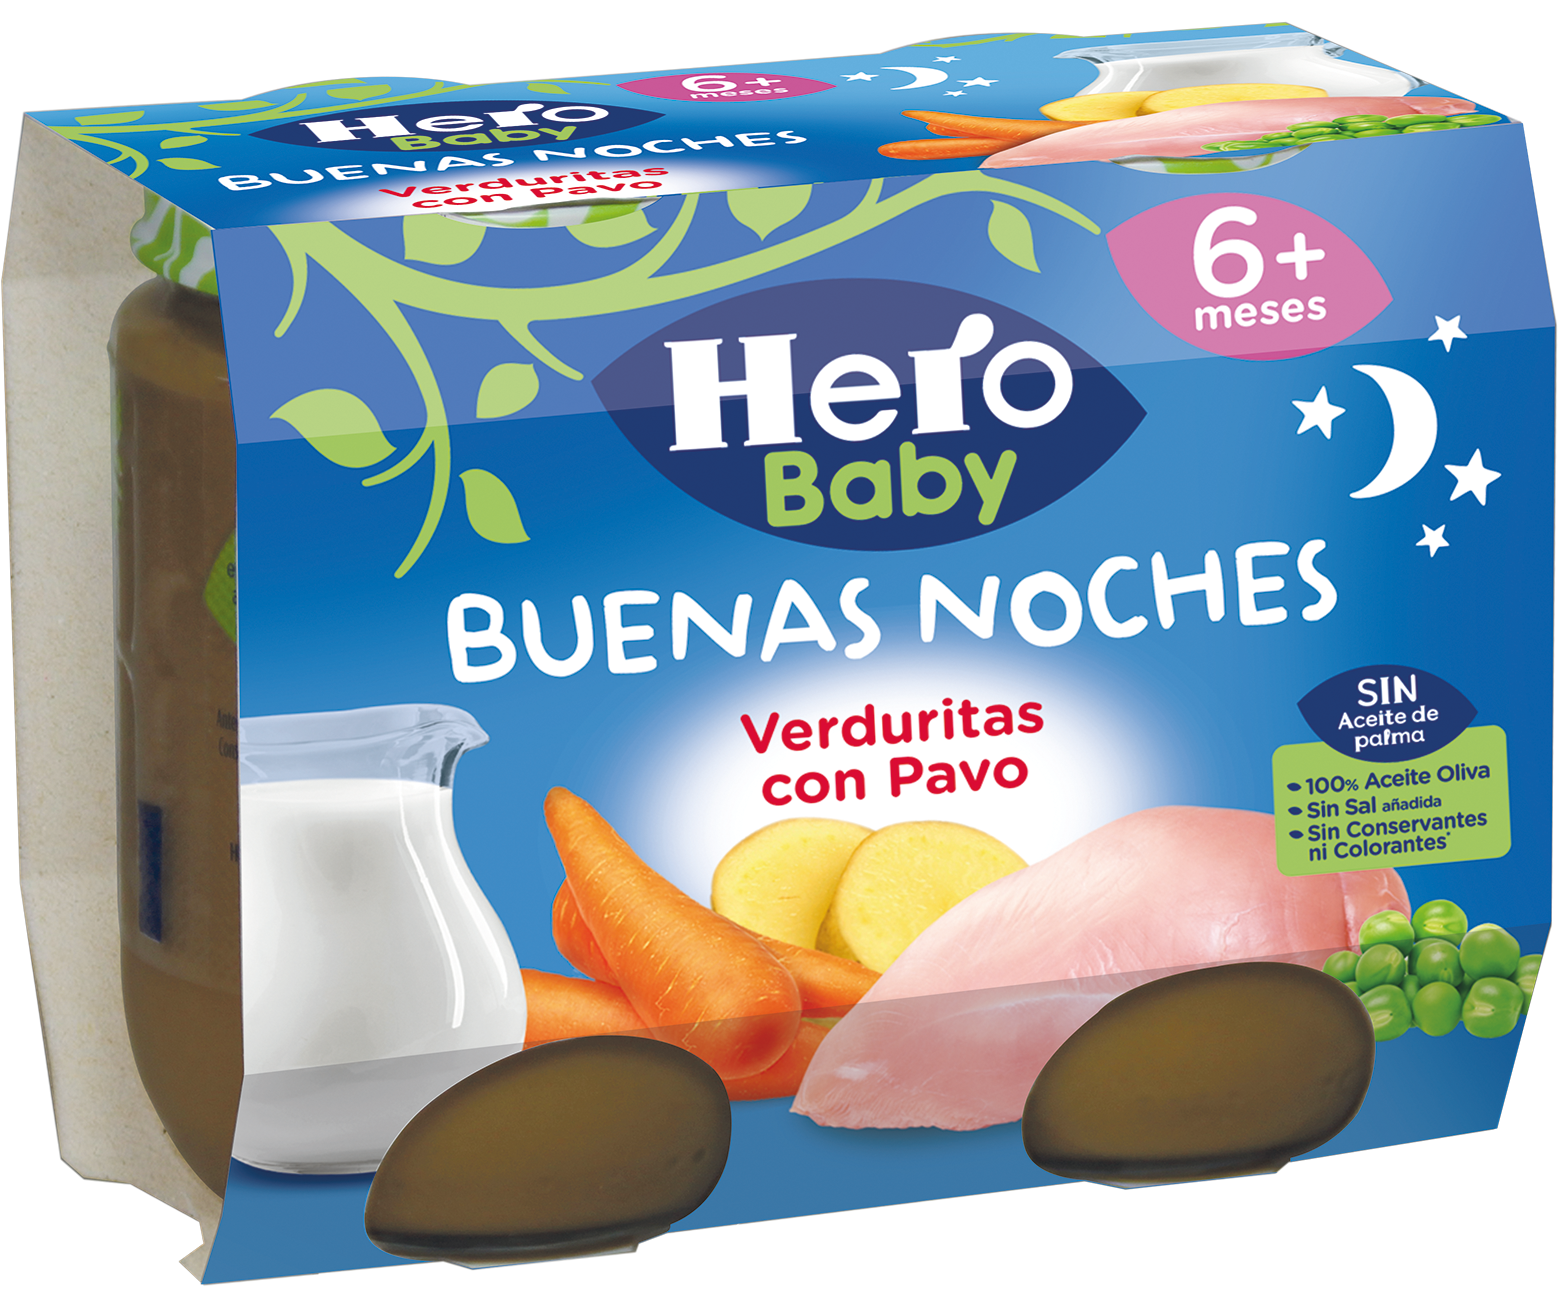 Hero
Baby
BUENAS NOCHES
Verduritas
con Pavo
6+
meses
6+
meses
Hero
Baby
BUENAS NOCHES
Verduritas
con Pavo
SIN
Aceite de
palma
100% Aceite Oliva
Sin Sal añadida
Sin Conservantes
ni Colorantes*